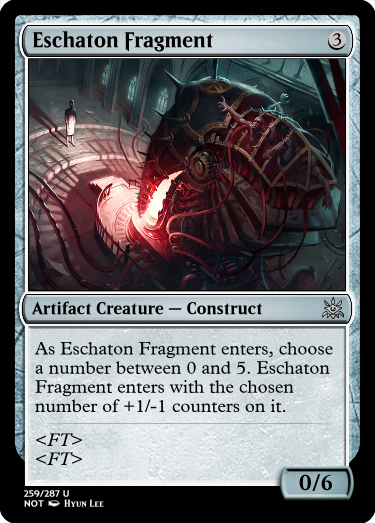 Eschaton Fragment 3
Artifact Creature — Construct
As Eschaton Fragment enters, choose
a number between 0 and 5. Eschaton
Fragment enters with the chosen
number of +1/-1 counters on it.
<FT>
<FT>
0/6
259/287 U
NOT Hyun Lee